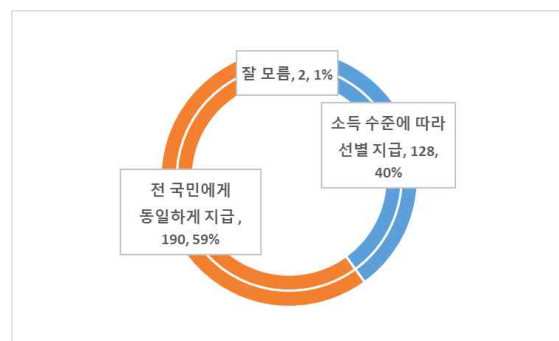 잘 모름, 2, 1%
소득 수준에 따라
선별 지급, 128,
40%
전 국민에게
동일하게 지급 ,
190, 59%